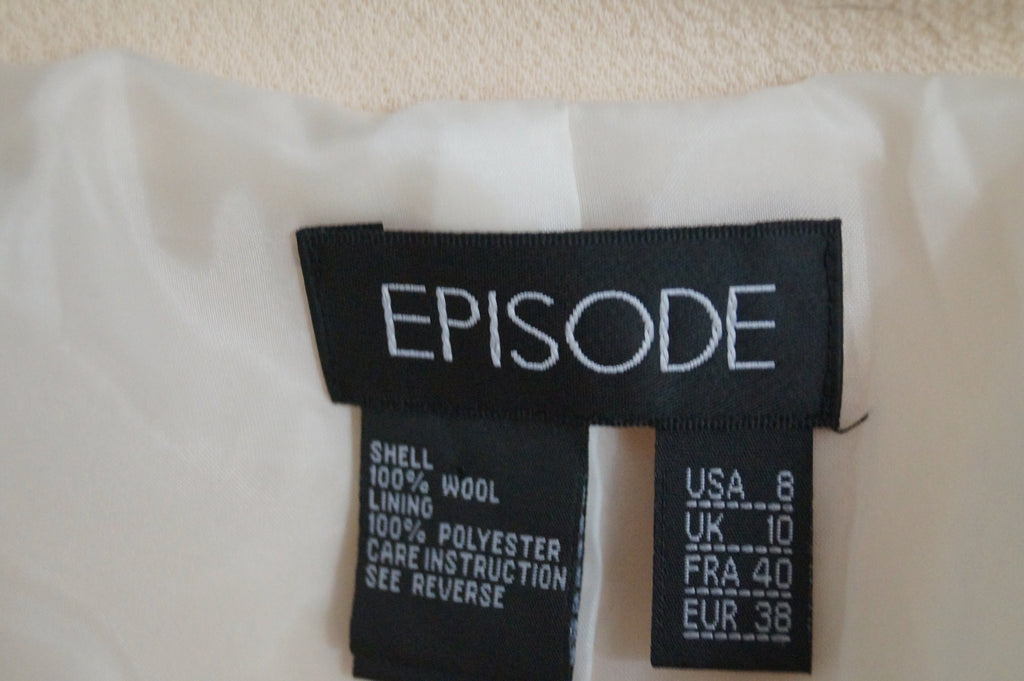 EPISODE
SHELL
100% WOOL
LINING
100% POLYESTER
CARE INSTRUCTION
SEE REVERSE
USA 8
UK 10
FRA 40
EUR 38